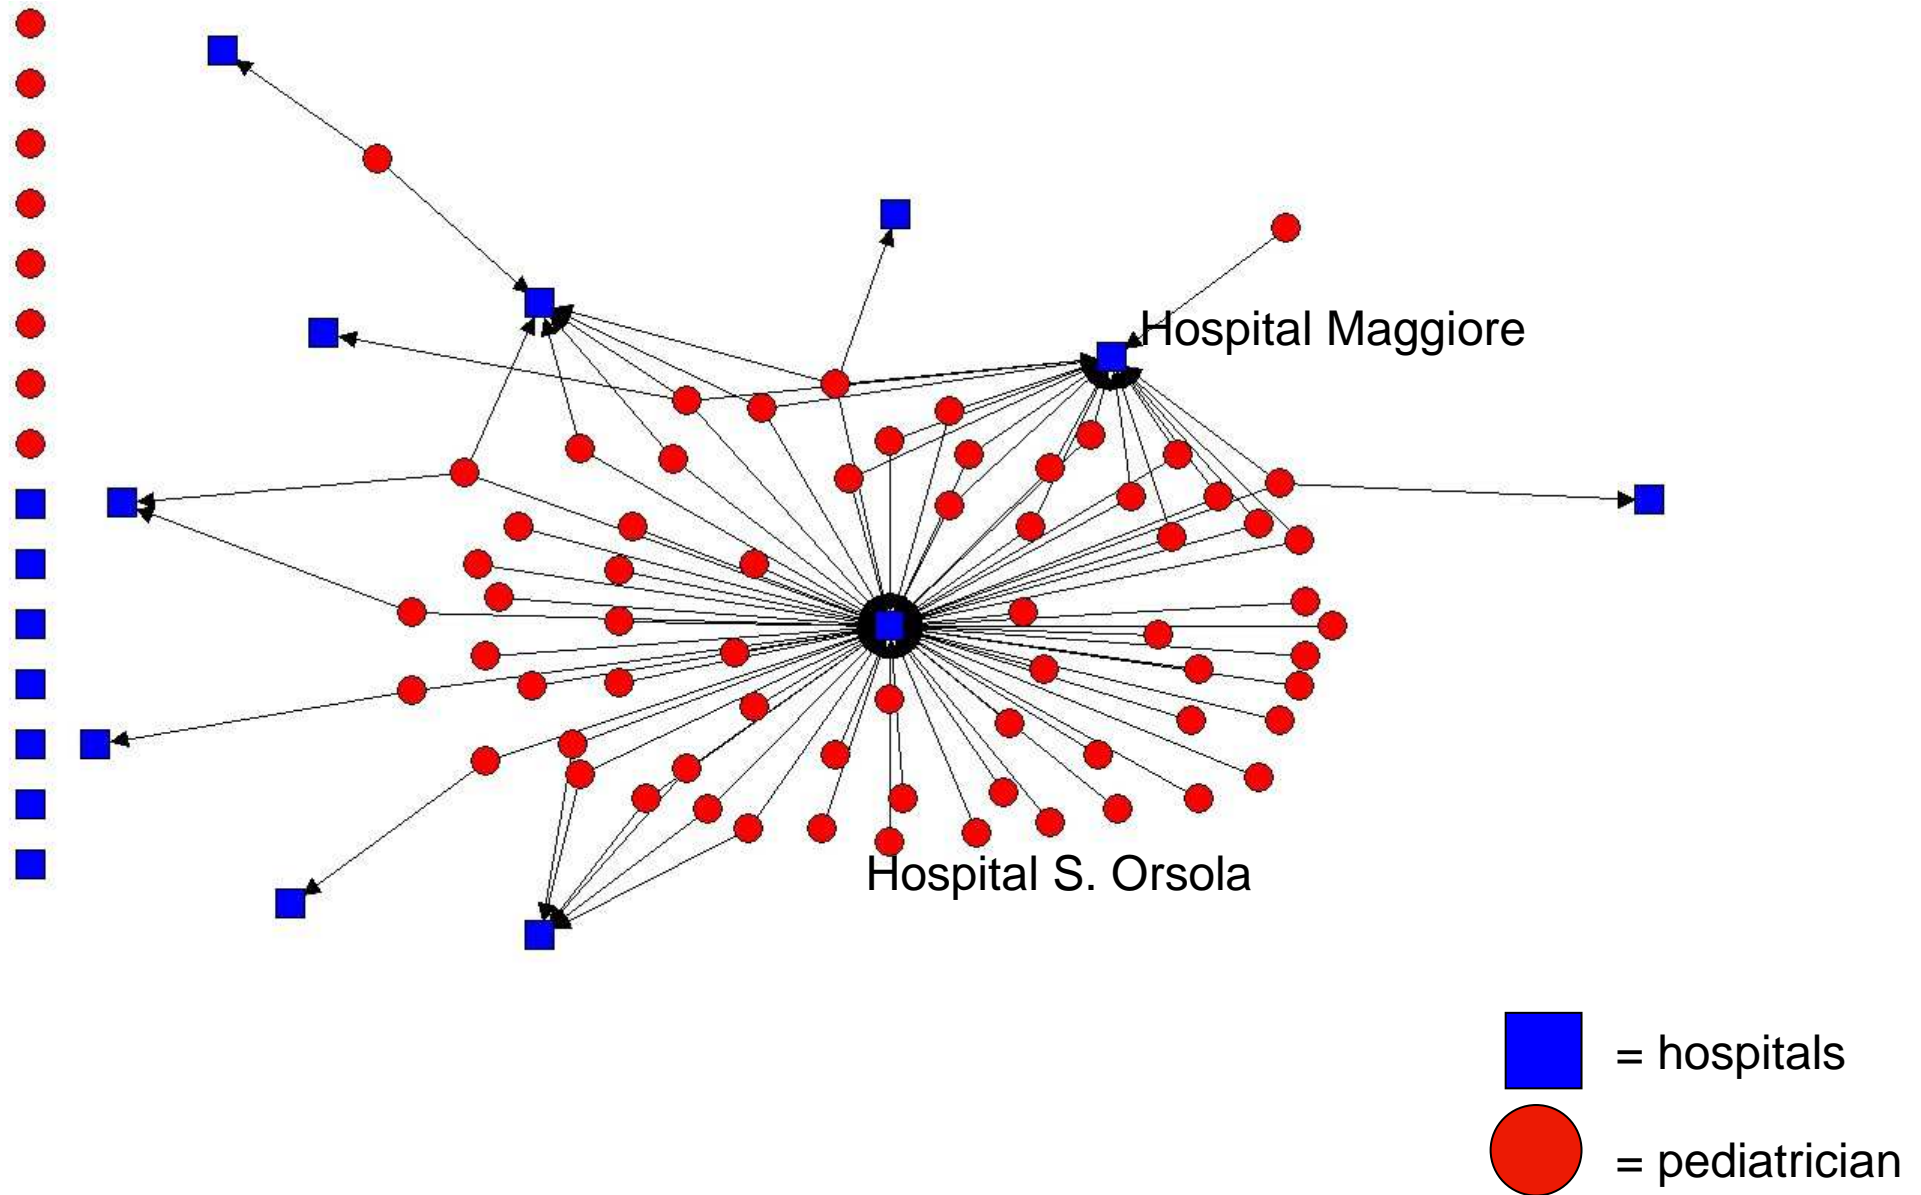 Hospital Maggiore
Hospital S. Orsola
= hospitals
= pediatrician